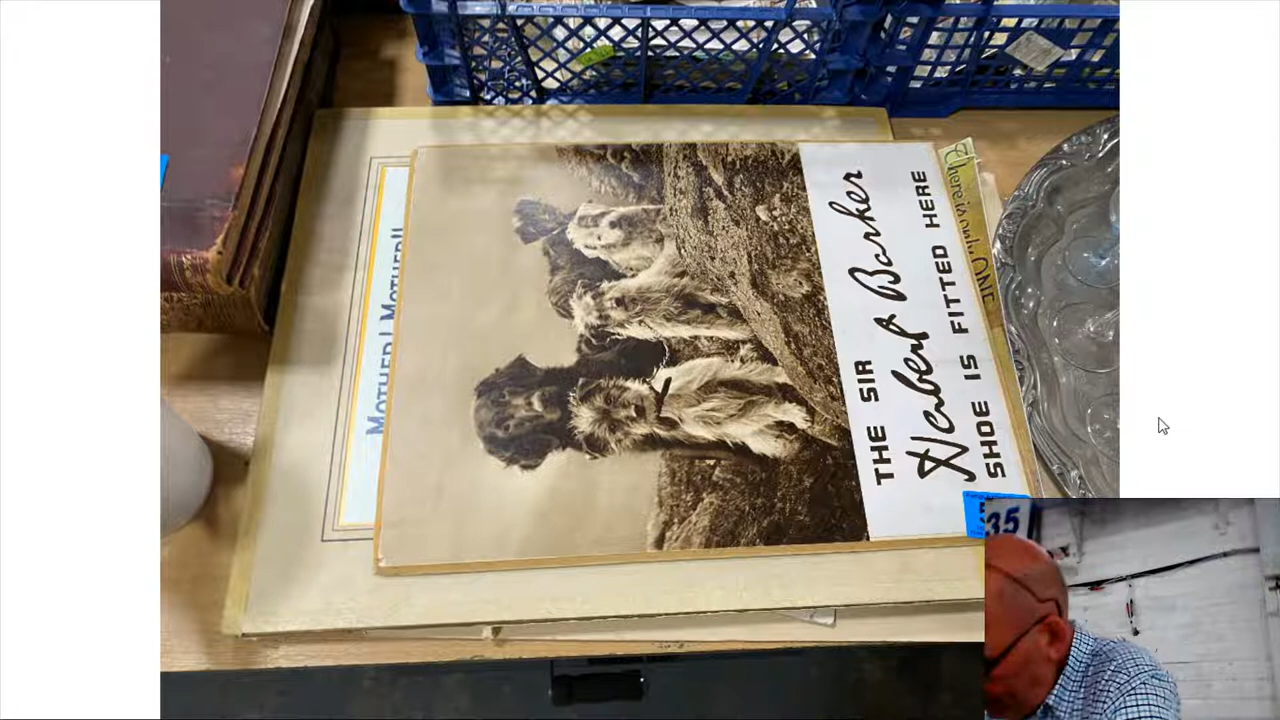 THE SIR
Herbert Barker
SHOE IS FITTED HERE
MOTHER! MOTHER!!
There is only ONE
35